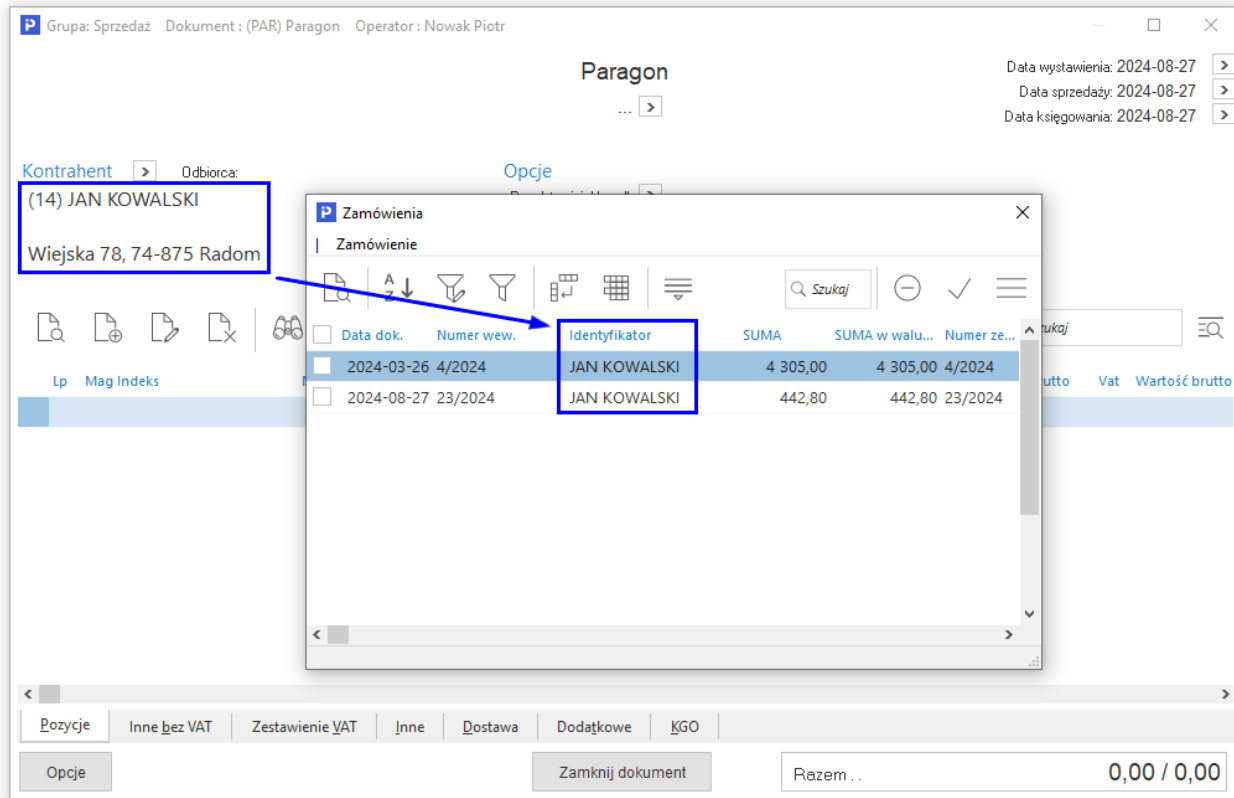 Grupa: Sprzedaż Dokument : (PAR) Paragon Operator : Nowak Piotr
Paragon
...
Data wystawienia: 2024-08-27
Data sprzedaży: 2024-08-27
Data księgowania: 2024-08-27
Kontrahent Odbiorca: Opcje
(14) JAN KOWALSKI
Wiejska 78, 74-875 Radom
Zamówienia
Zamówienie
Szukaj
Data dok. Numer wew. Identyfikator SUMA SUMA w walu... Numer ze...
2024-03-26 4/2024 JAN KOWALSKI 4 305,00 4 305,00 4/2024
2024-08-27 23/2024 JAN KOWALSKI 442,80 442,80 23/2024
Lp Mag Indeks Vat Wartość brutto
Pozycje Inne bez VAT Zestawienie VAT Inne Dostawa Dodatkowe KGO
Opcje Zamknij dokument Razem . . 0,00 / 0,00